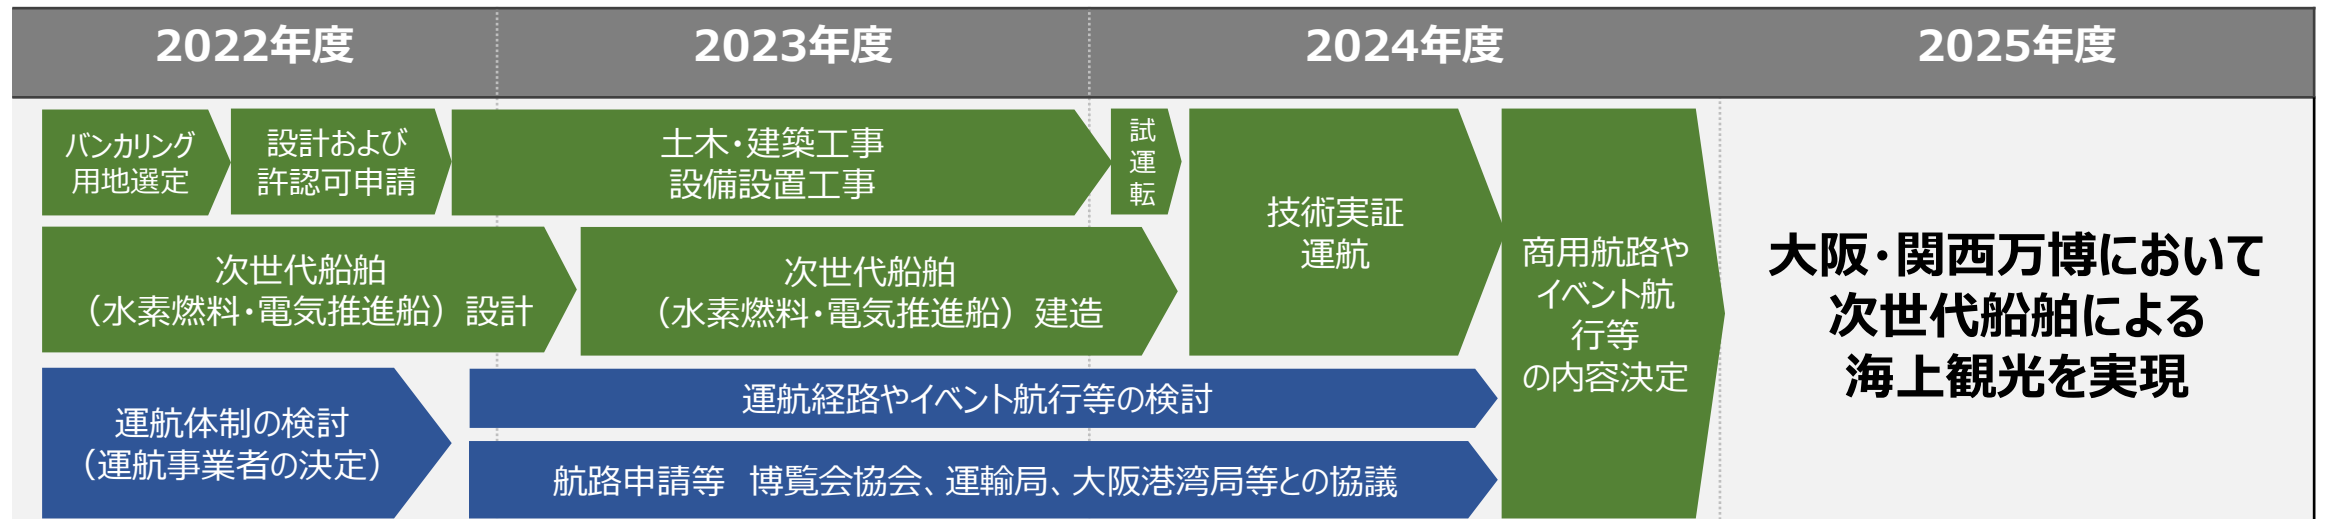 2022年度
2023年度
2024年度
2025年度
バンカリング
用地選定
設計および
許認可申請
土木・建築工事
設備設置工事
試
運
転
技術実証
運航
商用航路や
イベント航
行等
の内容決定
次世代船舶
（水素燃料・電気推進船）設計
次世代船舶
（水素燃料・電気推進船）建造
運航体制の検討
（運航事業者の決定）
運航経路やイベント航行等の検討
航路申請等　博覧会協会、運輸局、大阪港湾局等との協議
大阪・関西万博において
次世代船舶による
海上観光を実現